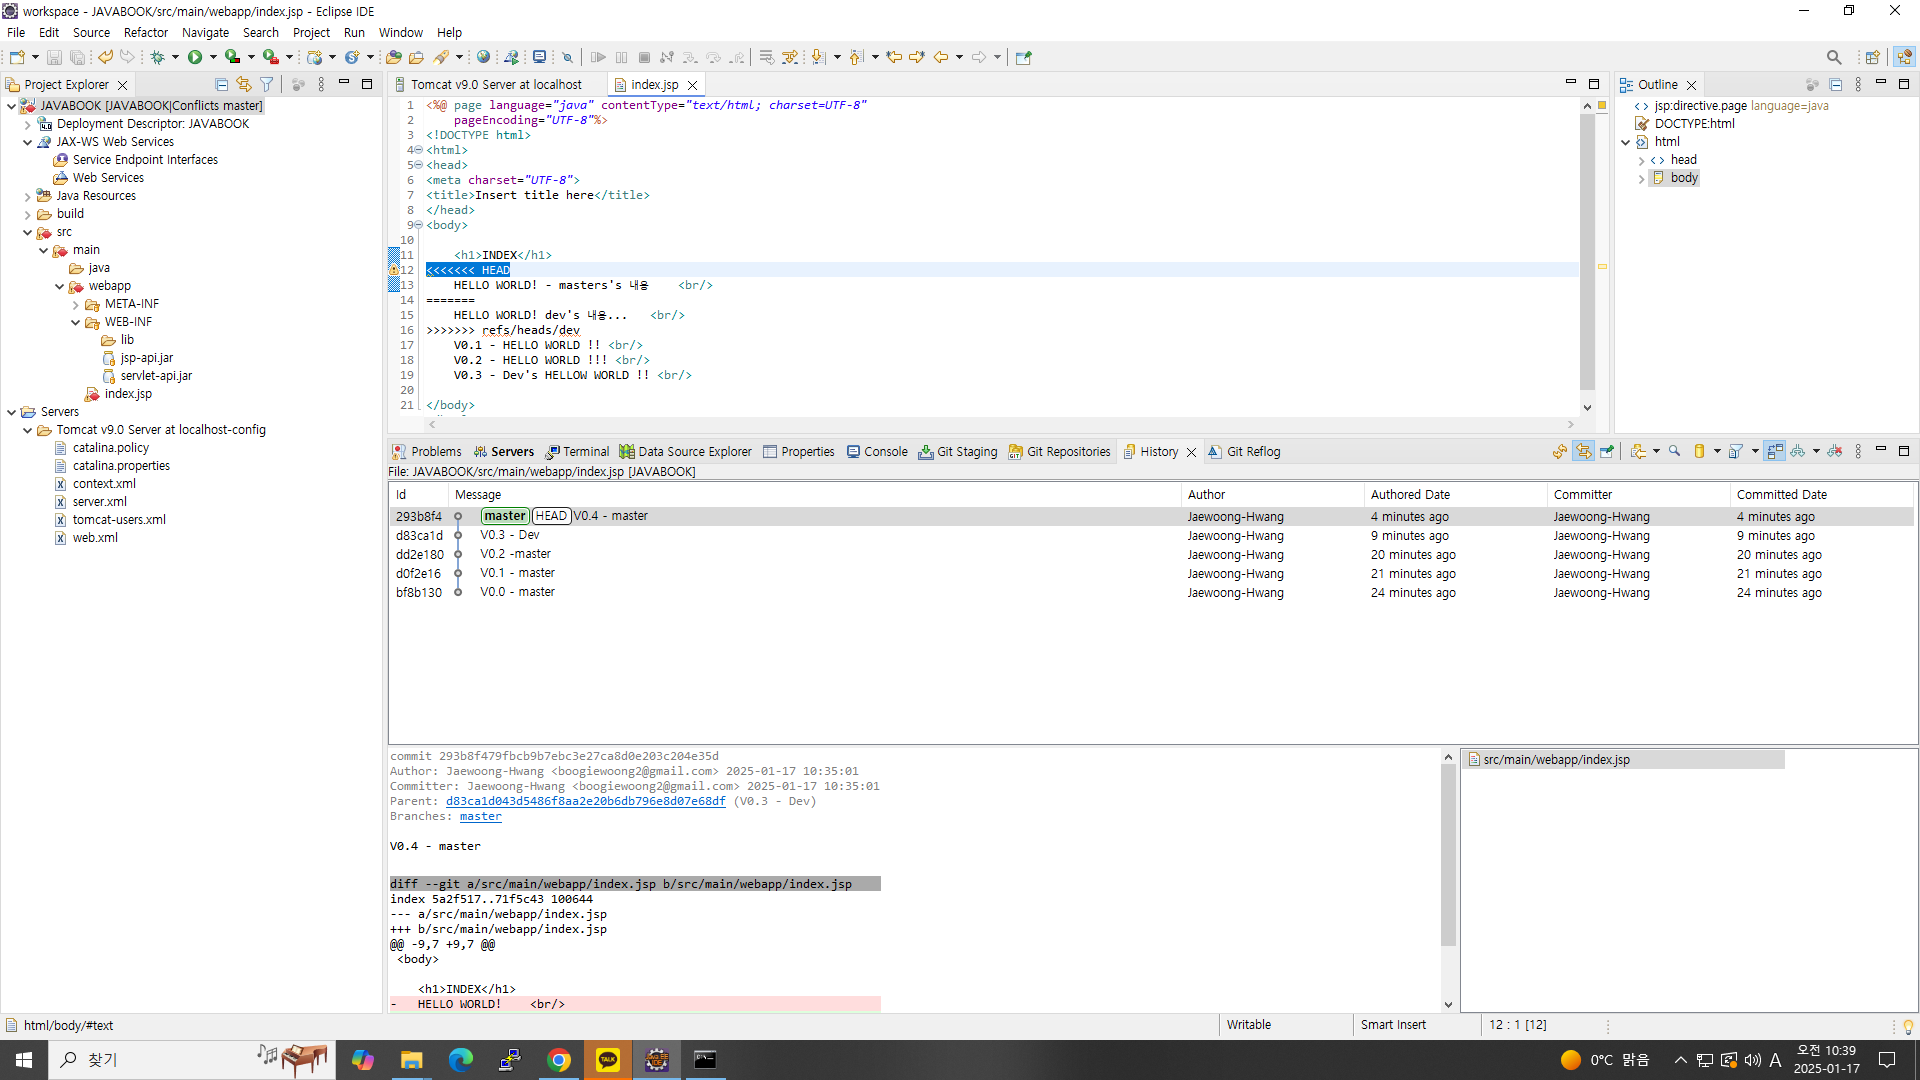 workspace - JAVABOOK/src/main/webapp/index.jsp - Eclipse IDE
File Edit Source Refactor Navigate Search Project Run Window Help
Project Explorer
JAVABOOK [JAVABOOK|Conflicts master]
Deployment Descriptor: JAVABOOK
JAX-WS Web Services
Service Endpoint Interfaces
Web Services
Java Resources
build
src
main
java
webapp
META-INF
WEB-INF
lib
jsp-api.jar
servlet-api.jar
index.jsp
Servers
Tomcat v9.0 Server at localhost-config
catalina.policy
catalina.properties
context.xml
server.xml
tomcat-users.xml
web.xml
Tomcat v9.0 Server at localhost index.jsp
1 <%@ page language="java" contentType="text/html; charset=UTF-8"
2 pageEncoding="UTF-8"%>
3 <!DOCTYPE html>
4 <html>
5 <head>
6 <meta charset="UTF-8">
7 <title>Insert title here</title>
8 </head>
9 <body>
10
11 <h1>INDEX</h1>
12 <<<<<<< HEAD
13 HELLO WORLD! - masters's 내용 <br/>
14 =======
15 HELLO WORLD! dev's 내용... <br/>
16 >>>>>>> refs/heads/dev
17 V0.1 - HELLO WORLD !! <br/>
18 V0.2 - HELLO WORLD !!! <br/>
19 V0.3 - Dev's HELLOW WORLD !! <br/>
20
21 </body>
Outline
jsp:directive.page language=java
DOCTYPE:html
html
head
body
Problems Servers Terminal Data Source Explorer Properties Console Git Staging Git Repositories History Git Reflog
File: JAVABOOK/src/main/webapp/index.jsp [JAVABOOK]
Id Message Author Authored Date Committer Committed Date
293b8f4 master HEAD V0.4 - master Jaewoong-Hwang 4 minutes ago Jaewoong-Hwang 4 minutes ago
d83ca1d V0.3 - Dev Jaewoong-Hwang 9 minutes ago Jaewoong-Hwang 9 minutes ago
dd2e180 V0.2 -master Jaewoong-Hwang 20 minutes ago Jaewoong-Hwang 20 minutes ago
d0f2e16 V0.1 - master Jaewoong-Hwang 21 minutes ago Jaewoong-Hwang 21 minutes ago
bf8b130 V0.0 - master Jaewoong-Hwang 24 minutes ago Jaewoong-Hwang 24 minutes ago
commit 293b8f479fbcb9b7ebc3e27ca8d0e203c204e35d
Author: Jaewoong-Hwang <boogiewoong2@gmail.com> 2025-01-17 10:35:01
Committer: Jaewoong-Hwang <boogiewoong2@gmail.com> 2025-01-17 10:35:01
Parent: d83ca1d043d5486f8aa2e20b6db796e8d07e68df (V0.3 - Dev)
Branches: master
V0.4 - master
diff --git a/src/main/webapp/index.jsp b/src/main/webapp/index.jsp
index 5a2f517..71f5c43 100644
--- a/src/main/webapp/index.jsp
+++ b/src/main/webapp/index.jsp
@@ -9,7 +9,7 @@
<body>
<h1>INDEX</h1>
- HELLO WORLD! <br/>
src/main/webapp/index.jsp
html/body/#text Writable Smart Insert 12 : 1 [12]
찾기
TALK
0°C 맑음
A
오전 10:39
2025-01-17